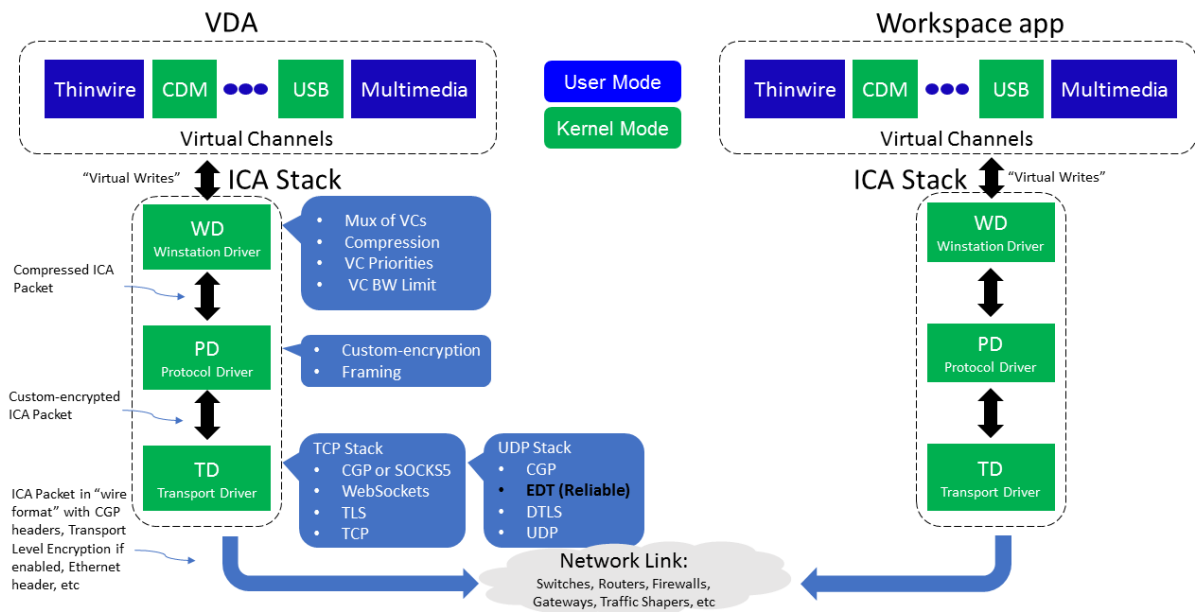 VDA
Thinwire
CDM
USB
Multimedia
Virtual Channels
User Mode
Kernel Mode
Workspace app
Thinwire
CDM
USB
Multimedia
Virtual Channels
“Virtual Writes”
ICA Stack
WD
Winstation Driver
• Mux of VCs
• Compression
• VC Priorities
• VC BW Limit
Compressed ICA
Packet
PD
Protocol Driver
• Custom-encryption
• Framing
Custom-encrypted
ICA Packet
TD
Transport Driver
TCP Stack
• CGP or SOCKS5
• WebSockets
• TLS
• TCP
UDP Stack
• CGP
• EDT (Reliable)
• DTLS
• UDP
ICA Packet in “wire
format” with CGP
headers, Transport
Level Encryption if
enabled, Ethernet
header, etc
Network Link:
Switches, Routers, Firewalls,
Gateways, Traffic Shapers, etc
ICA Stack
“Virtual Writes”
WD
Winstation Driver
PD
Protocol Driver
TD
Transport Driver